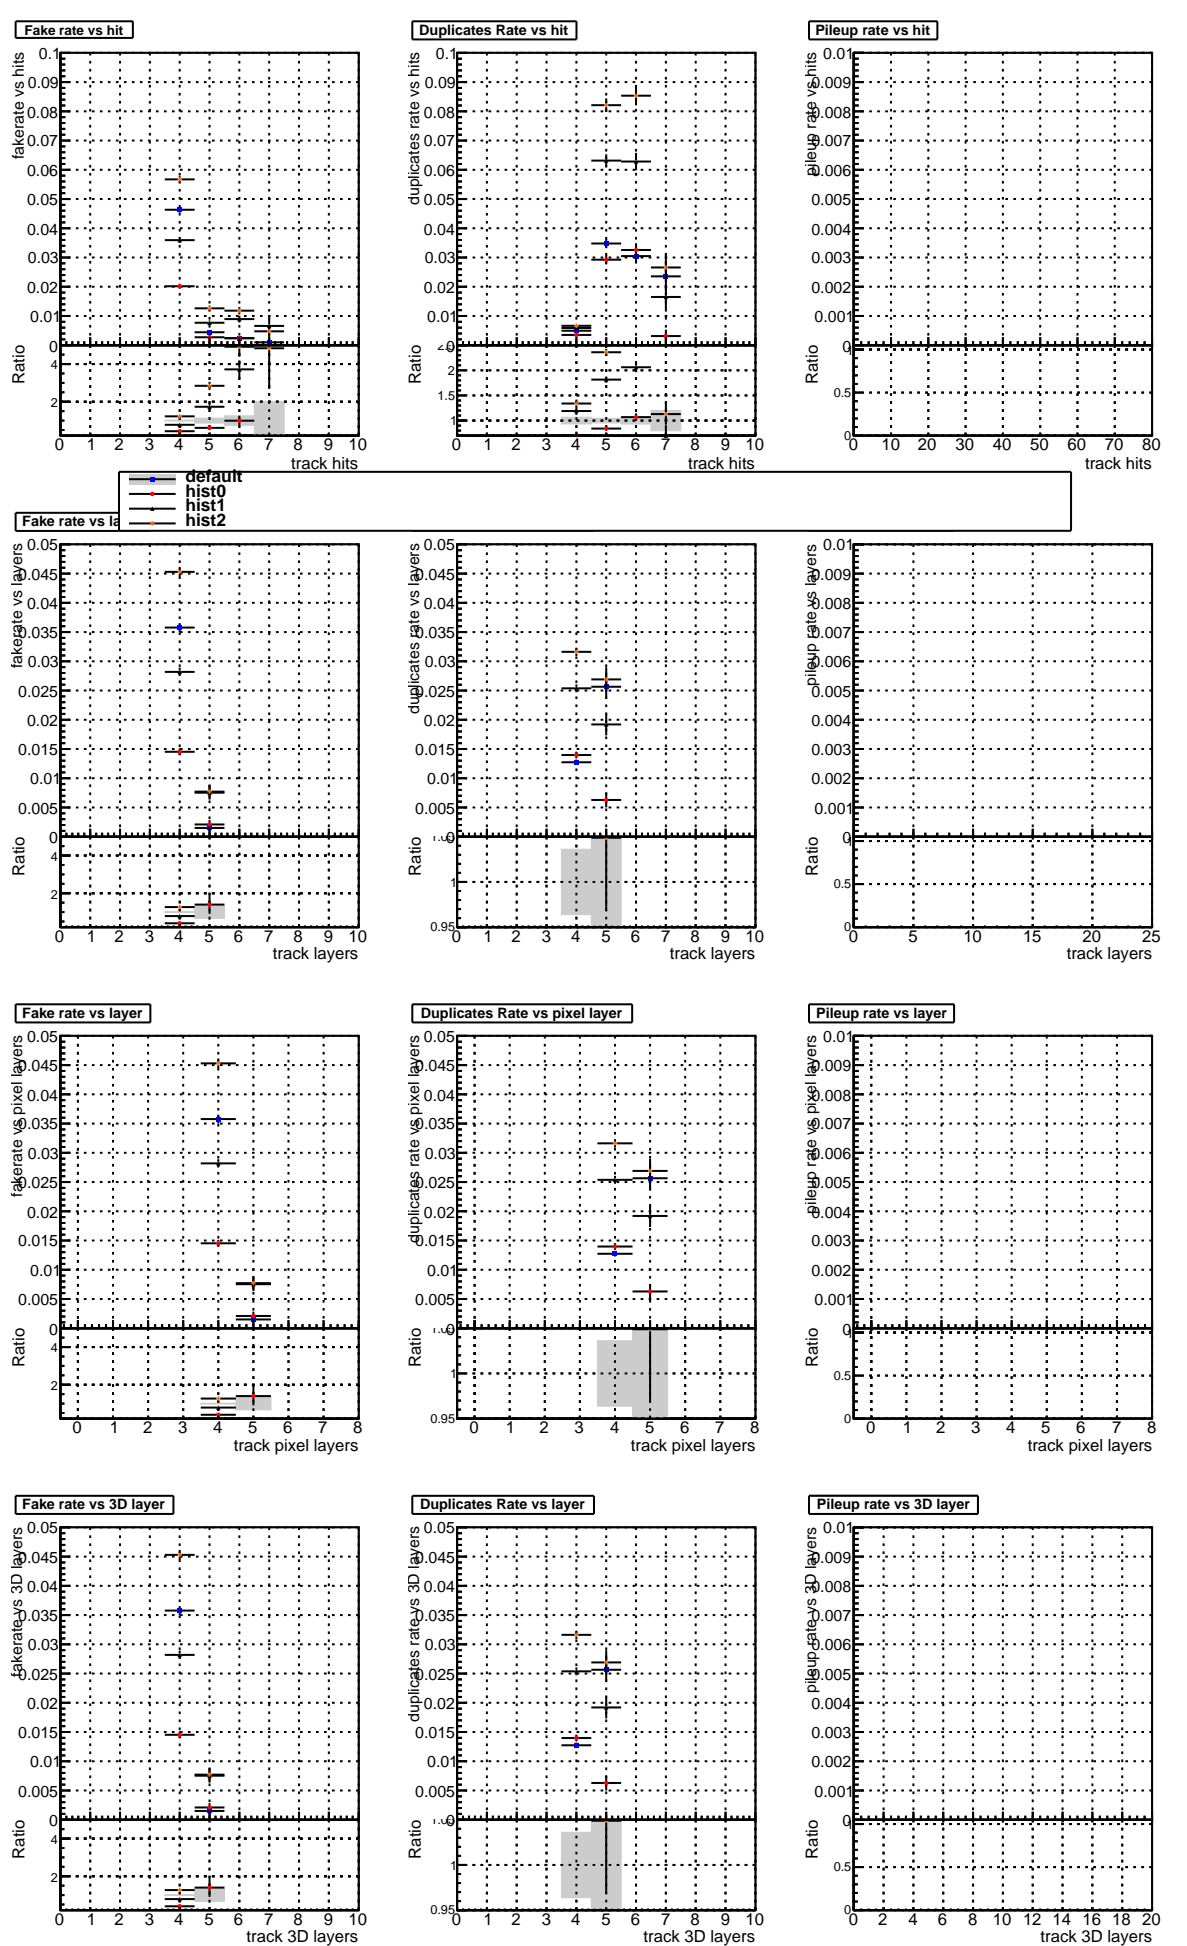 Fake rate vs hit
Duplicates Rate vs hit
Pileup rate vs hit
fakerate vs hits
0.1
0.09
0.08
0.07
0.06
0.05
0.04
0.03
0.02
0.01
0
Ratio
4
2
0 1 2 3 4 5 6 7 8 9 10
track hits
duplicates rate vs hits
0.1
0.09
0.08
0.07
0.06
0.05
0.04
0.03
0.02
0.01
Ratio
2
1.5
1
0 1 2 3 4 5 6 7 8 9 10
track hits
pileup rate vs hits
0.01
0.009
0.008
0.007
0.006
0.005
0.004
0.003
0.002
0.001
0
Ratio
1
0.5
0
10 20 30 40 50 60 70 80
track hits
default
hist0
hist1
hist2
Fake rate vs la
fakerate vs layers
0.05
0.045
0.04
0.035
0.03
0.025
0.02
0.015
0.01
0.005
0
Ratio
4
2
0 1 2 3 4 5 6 7 8 9 10
track layers
duplicates rate vs layers
0.05
0.045
0.04
0.035
0.03
0.025
0.02
0.015
0.01
0.005
Ratio
1
0.95
0 1 2 3 4 5 6 7 8 9 10
track layers
pileup rate vs layers
0.01
0.009
0.008
0.007
0.006
0.005
0.004
0.003
0.002
0.001
0
Ratio
1
0.5
0
0 5 10 15 20 25
track layers
Fake rate vs layer
Duplicates Rate vs pixel layer
Pileup rate vs layer
fakerate vs pixel layers
0.05
0.045
0.04
0.035
0.03
0.025
0.02
0.015
0.01
0.005
0
Ratio
4
2
0 1 2 3 4 5 6 7 8
track pixel layers
duplicates rate vs pixel layers
0.05
0.045
0.04
0.035
0.03
0.025
0.02
0.015
0.01
0.005
Ratio
1
0.95
0 1 2 3 4 5 6 7 8
track pixel layers
pileup rate vs pixel layers
0.01
0.009
0.008
0.007
0.006
0.005
0.004
0.003
0.002
0.001
0
Ratio
1
0.5
0
0 1 2 3 4 5 6 7 8
track pixel layers
Fake rate vs 3D layer
Duplicates Rate vs layer
Pileup rate vs 3D layer
fakerate vs 3D layers
0.05
0.045
0.04
0.035
0.03
0.025
0.02
0.015
0.01
0.005
0
Ratio
4
2
0 1 2 3 4 5 6 7 8 9 10
track 3D layers
duplicates rate vs 3D layers
0.05
0.045
0.04
0.035
0.03
0.025
0.02
0.015
0.01
0.005
Ratio
1
0.95
0 1 2 3 4 5 6 7 8 9 10
track 3D layers
pileup rate vs 3D layers
0.01
0.009
0.008
0.007
0.006
0.005
0.004
0.003
0.002
0.001
0
Ratio
1
0.5
0
0 2 4 6 8 10 12 14 16 18 20
track 3D layers